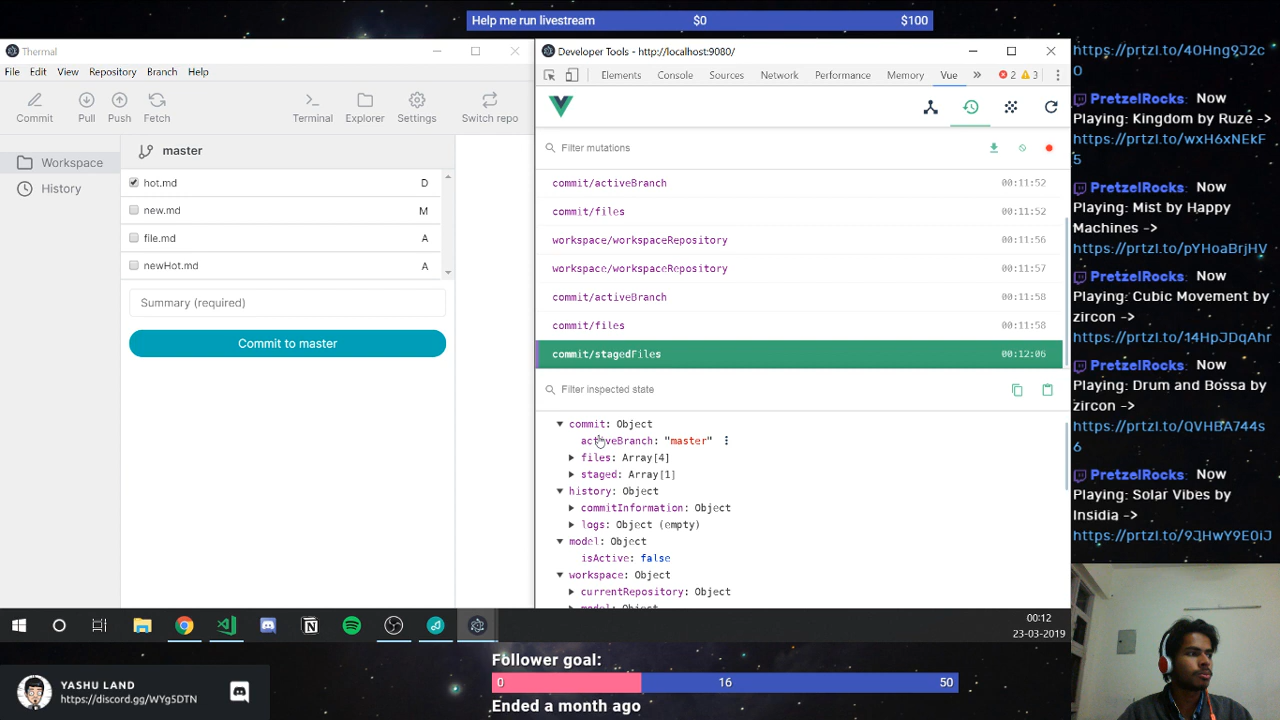 Help me run livestream $0 $100
Thermal
File Edit View Repository Branch Help
Commit Pull Push Fetch Terminal Explorer Settings Switch repo
Workspace
History
master
hot.md D
new.md M
file.md A
newHot.md A
Summary (required)
Commit to master
Developer Tools - http://localhost:9080/
Elements Console Sources Network Performance Memory Vue » 2 3
Filter mutations
commit/activeBranch 00:11:52
commit/files 00:11:52
workspace/workspaceRepository 00:11:56
workspace/workspaceRepository 00:11:57
commit/activeBranch 00:11:58
commit/files 00:11:58
commit/stagedFiles 00:12:06
Filter inspected state
commit: Object
activeBranch: "master"
files: Array[4]
staged: Array[1]
history: Object
commitInformation: Object
logs: Object (empty)
model: Object
isActive: false
workspace: Object
currentRepository: Object
model: Object
https://prtzl.to/40Hng9J2c
0
PretzelRocks: Now
Playing: Kingdom by Ruze ->
https://prtzl.to/wxH6xNEkF
5
PretzelRocks: Now
Playing: Mist by Happy
Machines ->
https://prtzl.to/pYHoaBrjHV
PretzelRocks: Now
Playing: Cubic Movement by
zircon ->
https://prtzl.to/14HpJDqAhr
PretzelRocks: Now
Playing: Drum and Bossa by
zircon ->
https://prtzl.to/QVHBA744s
6
PretzelRocks: Now
Playing: Solar Vibes by
Insidia ->
https://prtzl.to/9JHwY9E0iJ
00:12
23-03-2019
YASHU LAND
https://discord.gg/WYg5DTN
Follower goal:
0 16 50
Ended a month ago